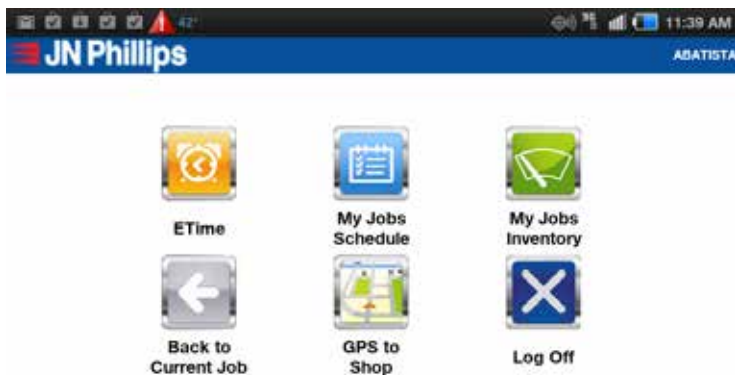 42°
11:39 AM
JN Phillips
ABATISTA
ETime
My Jobs
Schedule
My Jobs
Inventory
Back to
Current Job
GPS to
Shop
Log Off